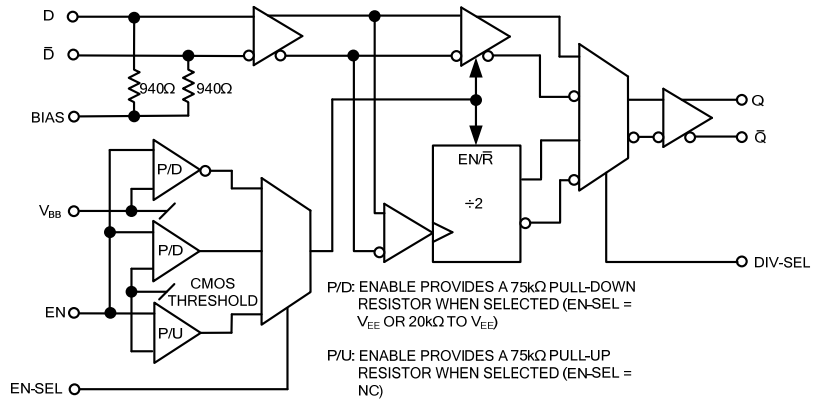 D
D̅
940Ω 940Ω
BIAS
P/D
V_BB
P/D
CMOS
THRESHOLD
EN
P/U
EN-SEL
EN/R̅
÷2
Q
Q̅
DIV-SEL
P/D: ENABLE PROVIDES A 75kΩ PULL-DOWN
RESISTOR WHEN SELECTED (EN-SEL =
V_EE OR 20kΩ TO V_EE)
P/U: ENABLE PROVIDES A 75kΩ PULL-UP
RESISTOR WHEN SELECTED (EN-SEL =
NC)